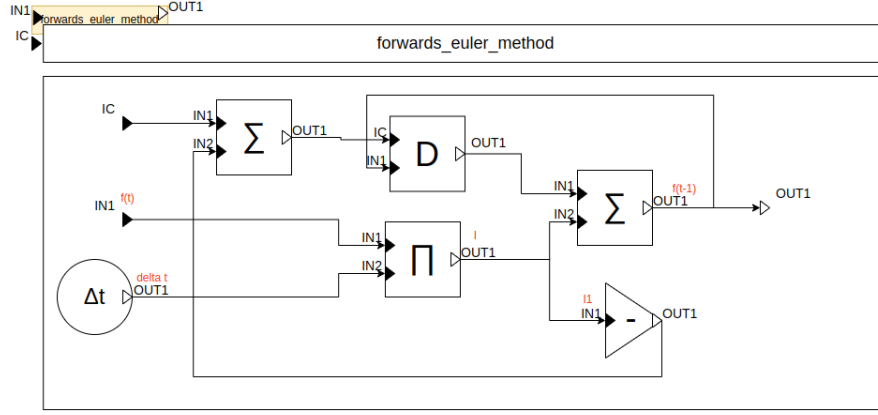 IN1
OUT1
forwards_euler_method
IC
forwards_euler_method
IC
IN1
IN2
Σ
OUT1
IC
IN1
D
OUT1
IN1
f(t)
IN1
IN2
∏
I
OUT1
IN1
IN2
Σ
f(t-1)
OUT1
OUT1
Δt
delta t
OUT1
I1
IN1
-
OUT1